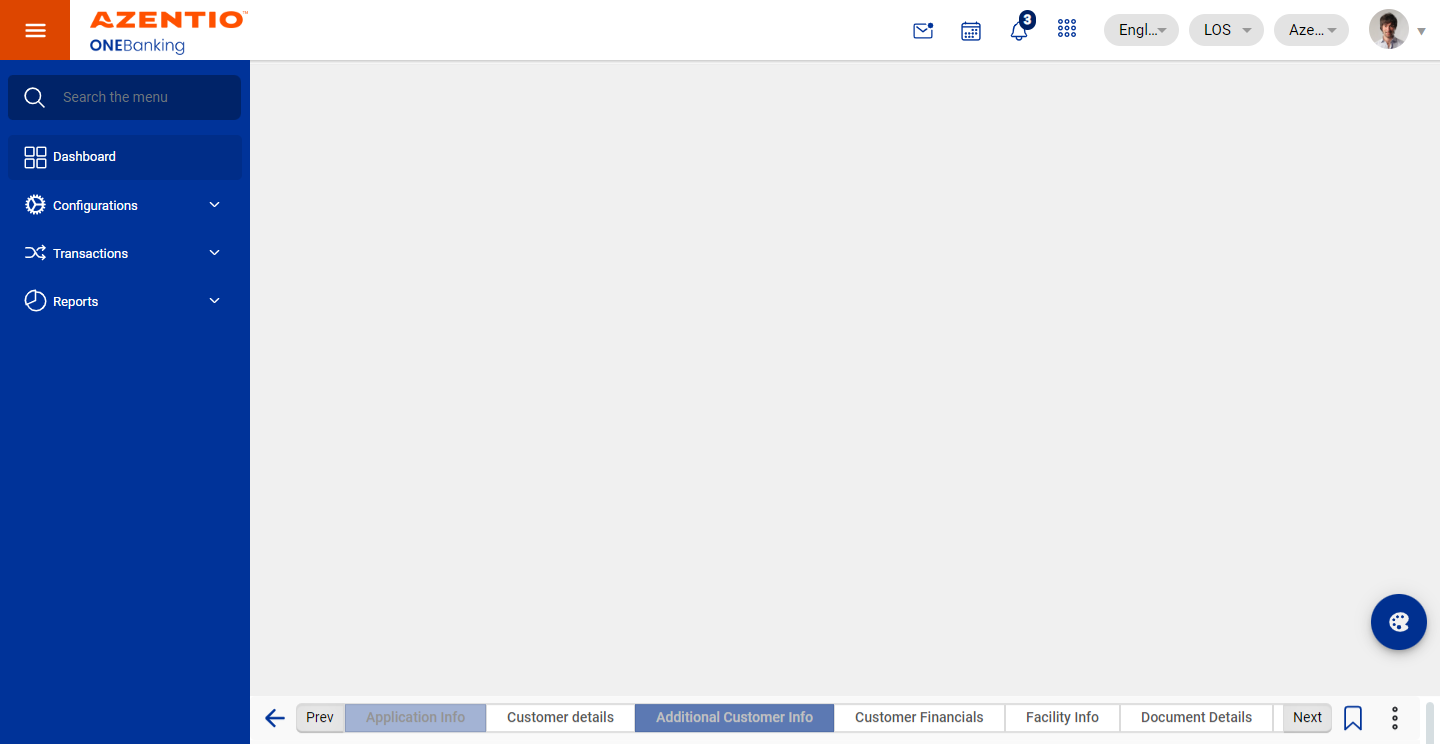 AZENTIO™
ONEBanking
3
Engl...
LOS
Aze...
Search the menu
Dashboard
Configurations
Transactions
Reports
Prev
Application Info
Customer details
Additional Customer Info
Customer Financials
Facility Info
Document Details
Next